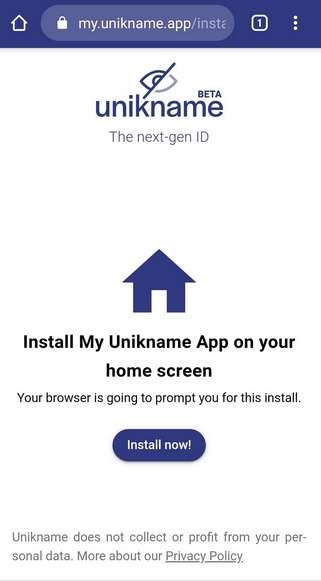 my.unikname.app/insta
1
BETA
unikname
The next-gen ID
Install My Unikname App on your
home screen
Your browser is going to prompt you for this install.
Install now!
Unikname does not collect or profit from your per-
sonal data. More about our Privacy Policy